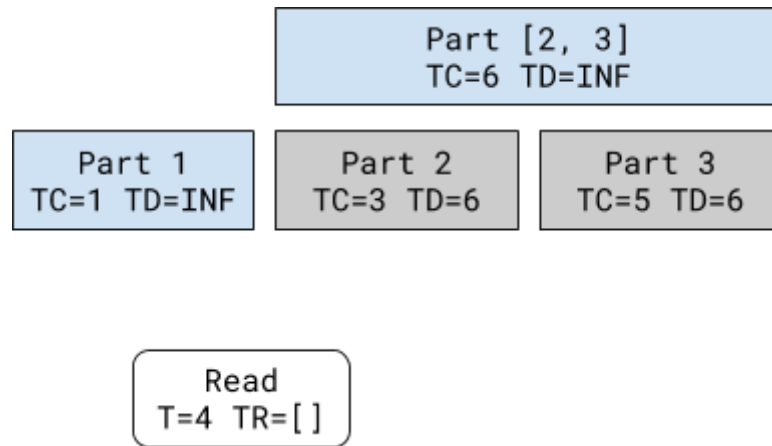 Part [2, 3]
TC=6 TD=INF
Part 1
TC=1 TD=INF
Part 2
TC=3 TD=6
Part 3
TC=5 TD=6
Read
T=4 TR=[]